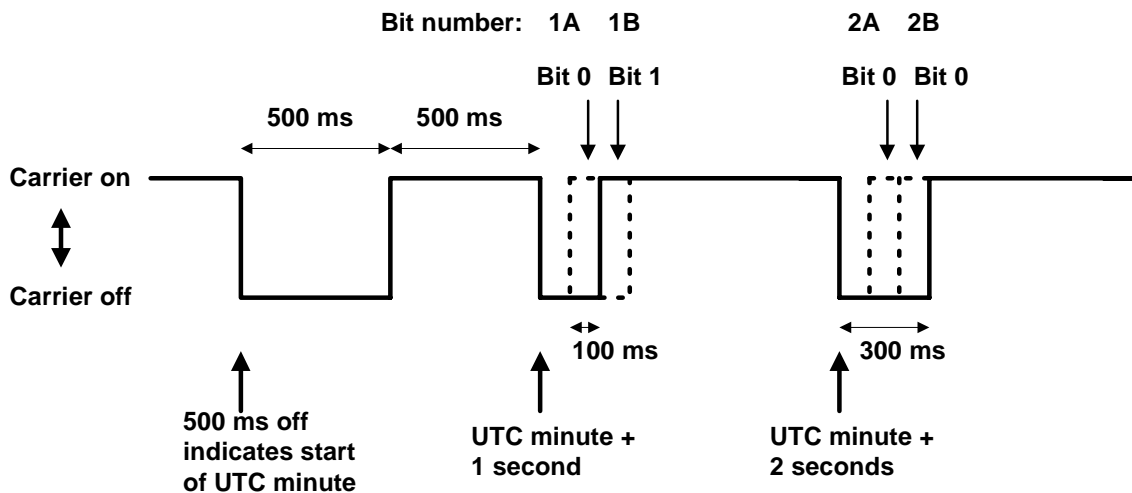 Bit number: 1A 1B 2A 2B
Bit 0 Bit 1 Bit 0 Bit 0
500 ms 500 ms
Carrier on
Carrier off
100 ms 300 ms
500 ms off
indicates start
of UTC minute
UTC minute +
1 second
UTC minute +
2 seconds